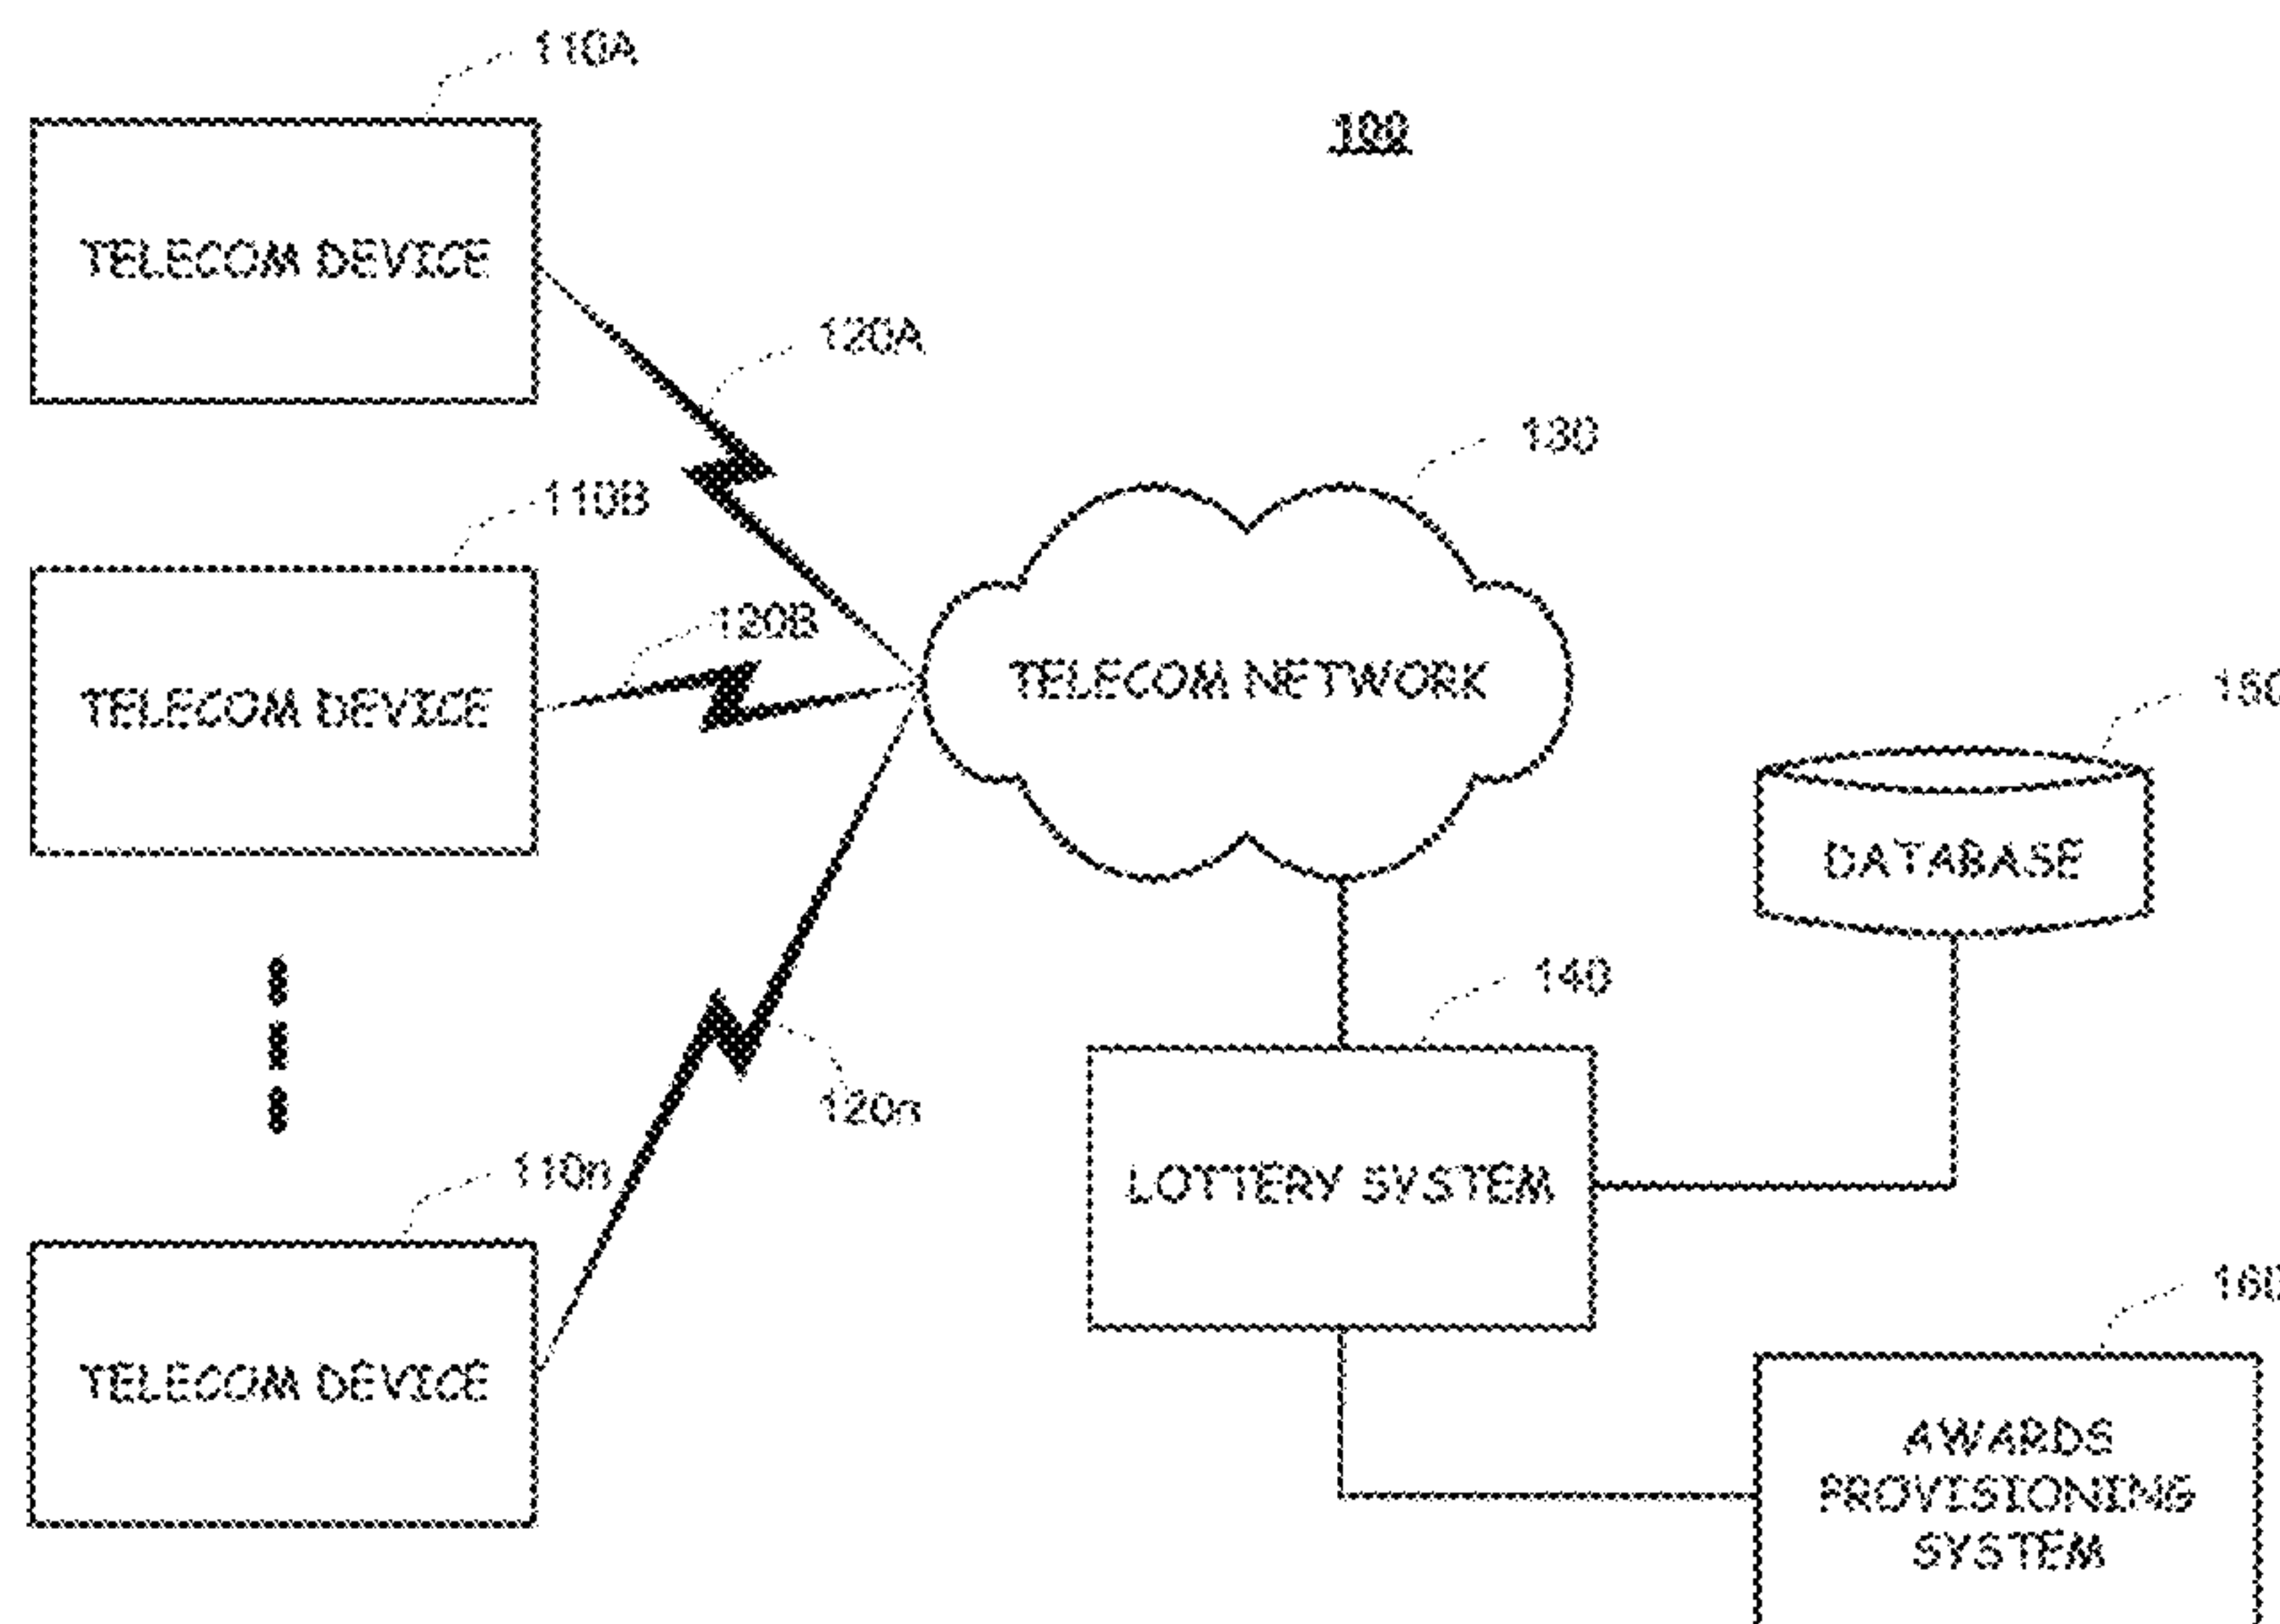 110A
100
TELECOM DEVICE
120A
130
110B
120B
TELECOM NETWORK
TELECOM DEVICE
DATABASE
140
120n
110n
LOTTERY SYSTEM
TELECOM DEVICE
AWARDS
PROVISIONING
SYSTEM